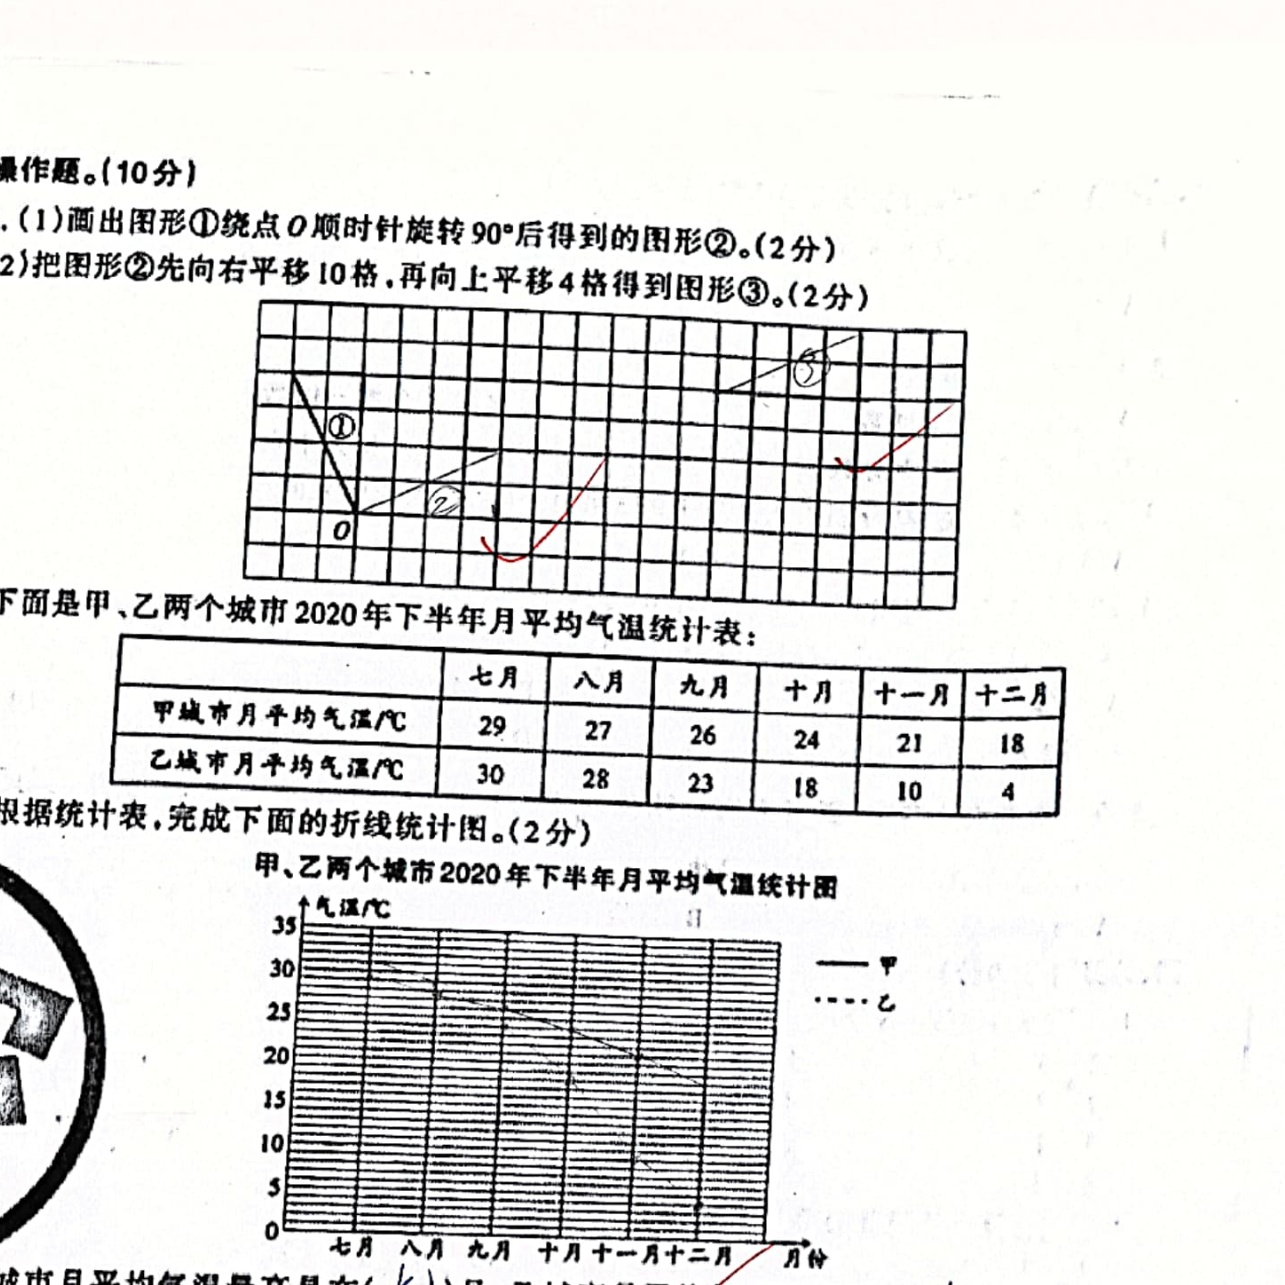 操作题。(10分)
.(1)画出图形①绕点O顺时针旋转90°后得到的图形②。(2分)
2)把图形②先向右平移10格,再向上平移4格得到图形③。(2分)
③
①
②
O
下面是甲、乙两个城市2020年下半年月平均气温统计表:
七月 八月 九月 十月 十一月 十二月
甲城市月平均气温/℃ 29 27 26 24 21 18
乙城市月平均气温/℃ 30 28 23 18 10 4
根据统计表,完成下面的折线统计图。(2分)
甲、乙两个城市2020年下半年月平均气温统计图
气温/℃
35
30
25
20
15
10
5
0
甲
乙
七月 八月 九月 十月 十一月 十二月 月份
城市月平均气温最高是在(